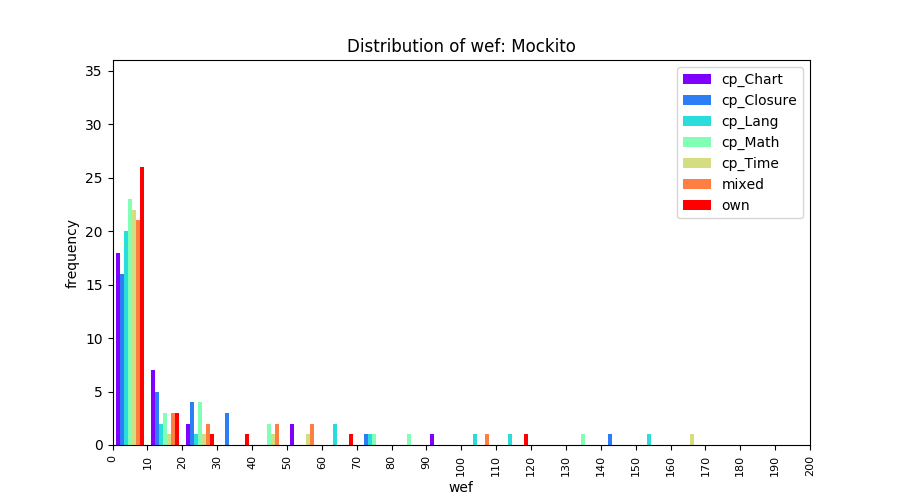 Distribution of wef: Mockito
35
30
25
20
15
10
5
0
frequency
cp_Chart
cp_Closure
cp_Lang
cp_Math
cp_Time
mixed
own
0 10 20 30 40 50 60 70 80 90 100 110 120 130 140 150 160 170 180 190 200
wef